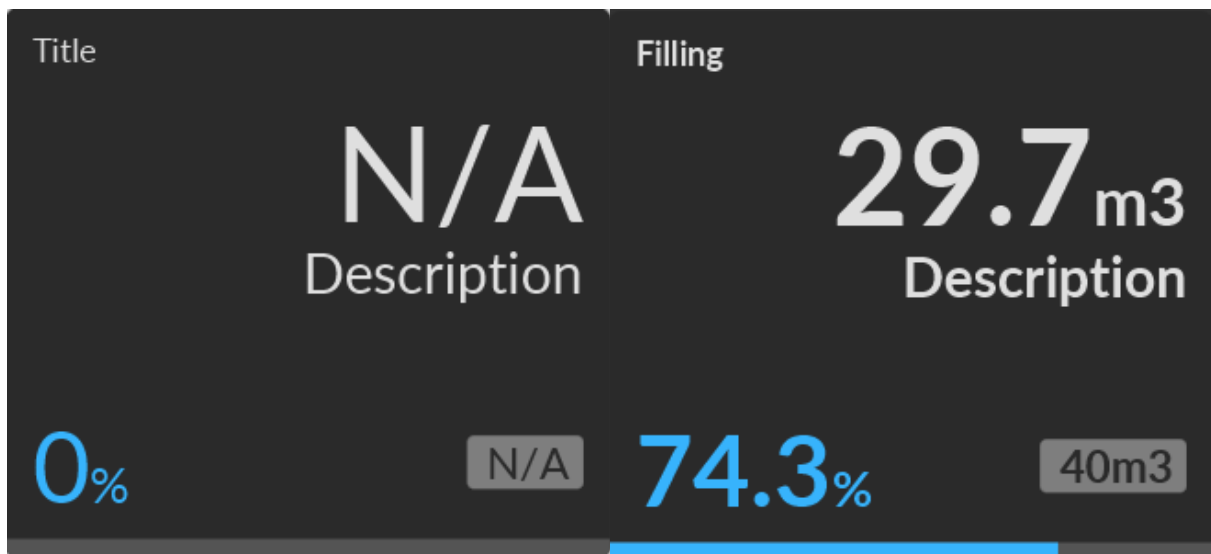 Title
N/A
Description
0%
N/A
Filling
29.7m3
Description
74.3%
40m3